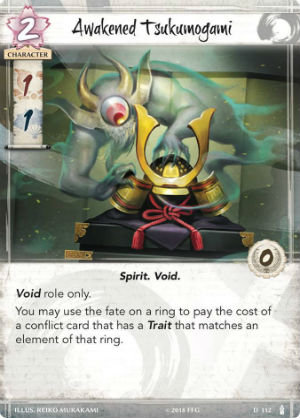 2
Awakened Tsukumogami
CHARACTER
1
1
0
Spirit. Void.
Void role only.
You may use the fate on a ring to pay the cost
of a conflict card that has a Trait that matches an
element of that ring.
ILLUS. REIKO MURAKAMI
© 2018 FFG
D 112